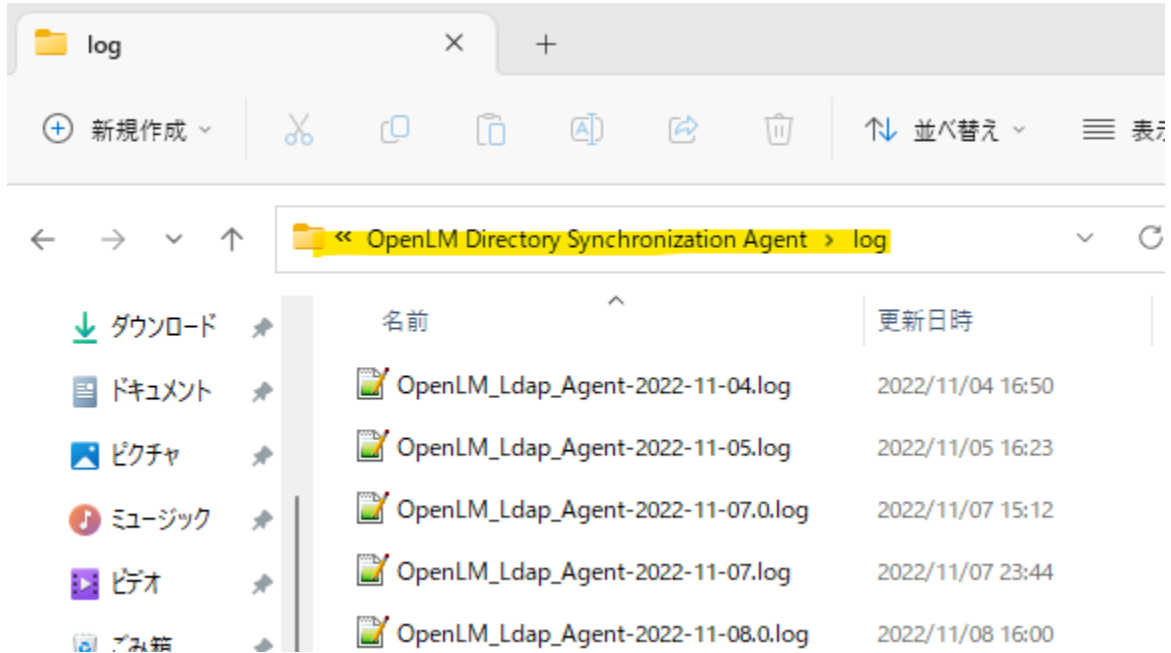 log
新規作成 並べ替え
OpenLM Directory Synchronization Agent > log
名前 更新日時
ダウンロード
OpenLM_Ldap_Agent-2022-11-04.log 2022/11/04 16:50
ドキュメント
OpenLM_Ldap_Agent-2022-11-05.log 2022/11/05 16:23
ピクチャ
OpenLM_Ldap_Agent-2022-11-07.0.log 2022/11/07 15:12
ミュージック
OpenLM_Ldap_Agent-2022-11-07.log 2022/11/07 23:44
ビデオ
OpenLM_Ldap_Agent-2022-11-08.0.log 2022/11/08 16:00
ごみ箱